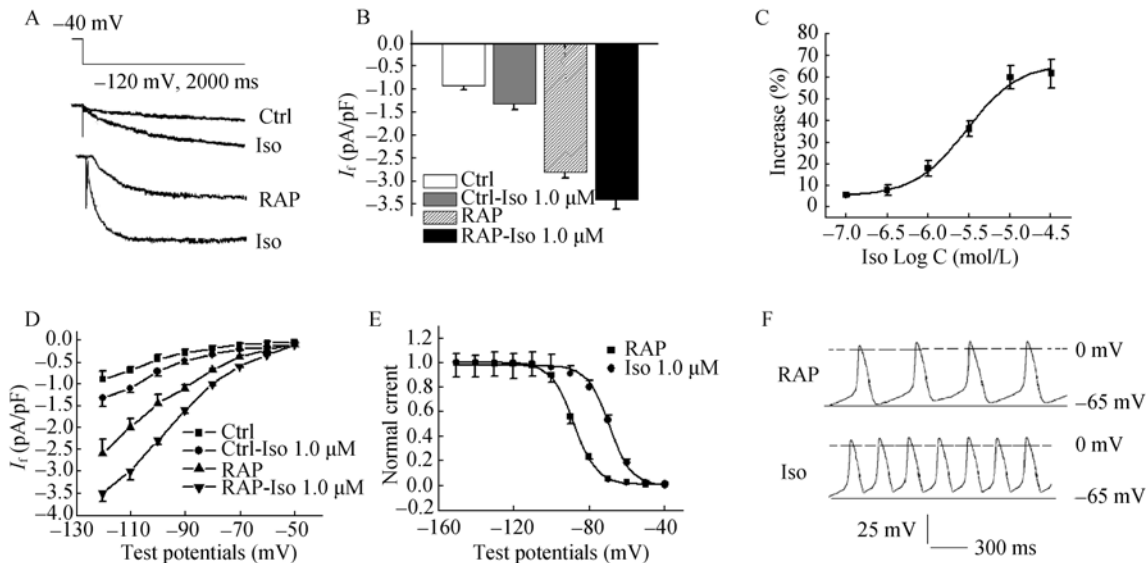 A
−40 mV
−120 mV, 2000 ms
Ctrl
Iso
RAP
Iso
B
0.0
−0.5
−1.0
−1.5
−2.0
−2.5
−3.0
−3.5
If (pA/pF)
Ctrl
Ctrl-Iso 1.0 μM
RAP
RAP-Iso 1.0 μM
C
80
70
60
50
40
30
20
10
0
Increase (%)
−7.0 −6.5 −6.0 −5.5 −5.0 −4.5
Iso Log C (mol/L)
D
0.0
−0.5
−1.0
−1.5
−2.0
−2.5
−3.0
−3.5
−4.0
If (pA/pF)
Ctrl
Ctrl-Iso 1.0 μM
RAP
RAP-Iso 1.0 μM
−130 −110 −90 −70 −50
Test potentials (mV)
E
1.2
1.0
0.8
0.6
0.4
0.2
0.0
−0.2
Normal crrent
RAP
Iso 1.0 μM
−160 −120 −80 −40
Test potentials (mV)
F
RAP
0 mV
−65 mV
Iso
0 mV
−65 mV
25 mV
300 ms